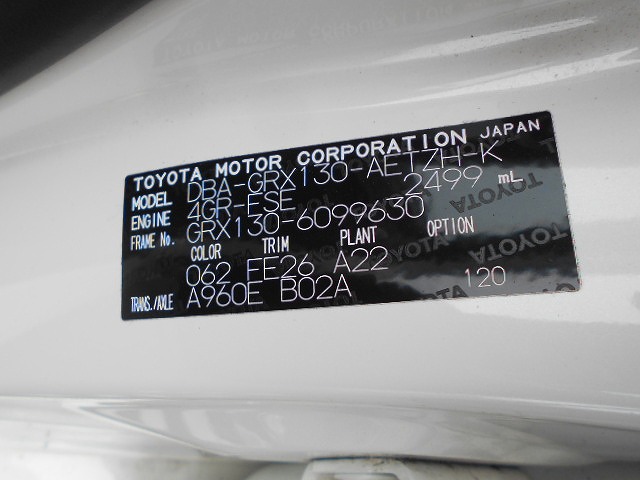 TOYOTA MOTOR CORPORATION JAPAN
MODEL DBA-GRX130-AETZH-K
ENGINE 4GR-FSE 2499 mL
FRAME No. GRX130-6099630
COLOR TRIM PLANT OPTION
062 FE26 A22
TRANS./AXLE A960E B02A 120